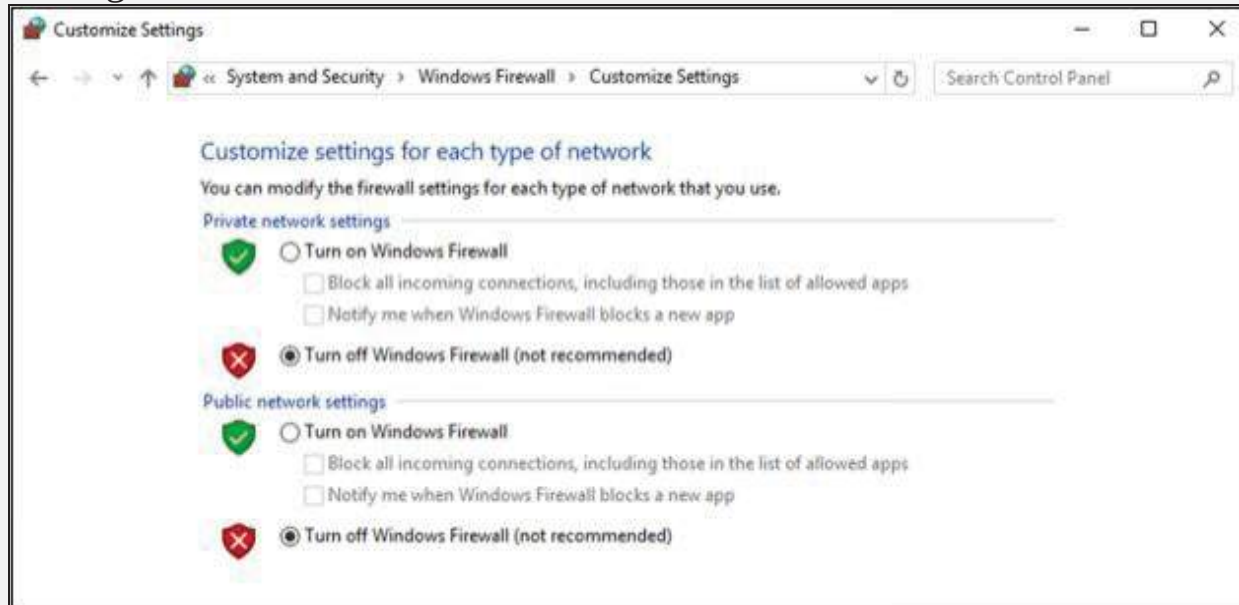 Customize Settings
« System and Security › Windows Firewall › Customize Settings
Search Control Panel
Customize settings for each type of network
You can modify the firewall settings for each type of network that you use.
Private network settings
Turn on Windows Firewall
Block all incoming connections, including those in the list of allowed apps
Notify me when Windows Firewall blocks a new app
Turn off Windows Firewall (not recommended)
Public network settings
Turn on Windows Firewall
Block all incoming connections, including those in the list of allowed apps
Notify me when Windows Firewall blocks a new app
Turn off Windows Firewall (not recommended)